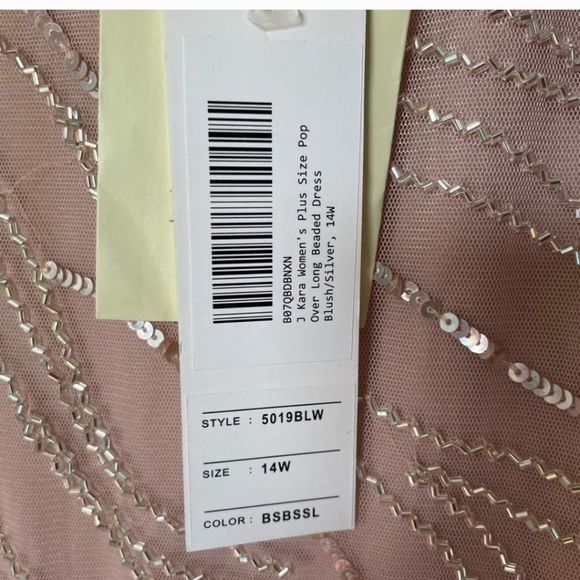 B07QBDBNXN
J Kara Women's Plus Size Pop
Over Long Beaded Dress
Blush/Silver, 14W
STYLE : 5019BLW
SIZE : 14W
COLOR : BSBSSL